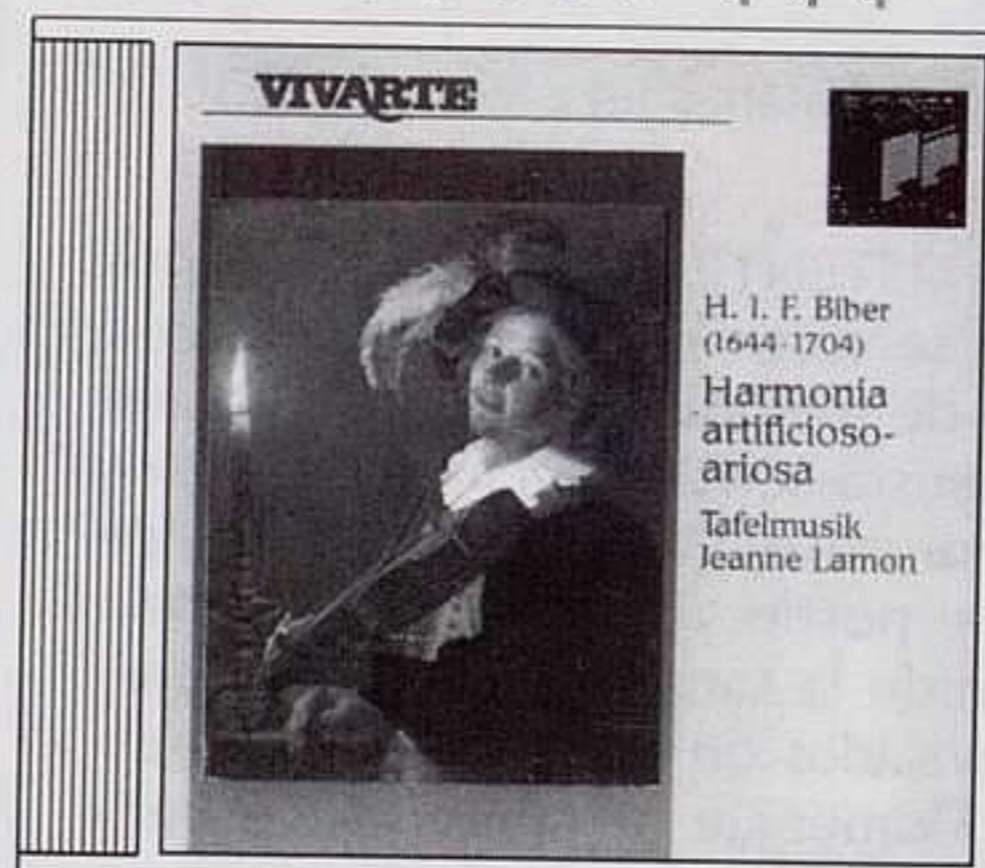 VIVARTE
H. I. F. Biber
(1644-1704)
Harmonia
artificioso-
ariosa
Tafelmusik
Jeanne Lamon